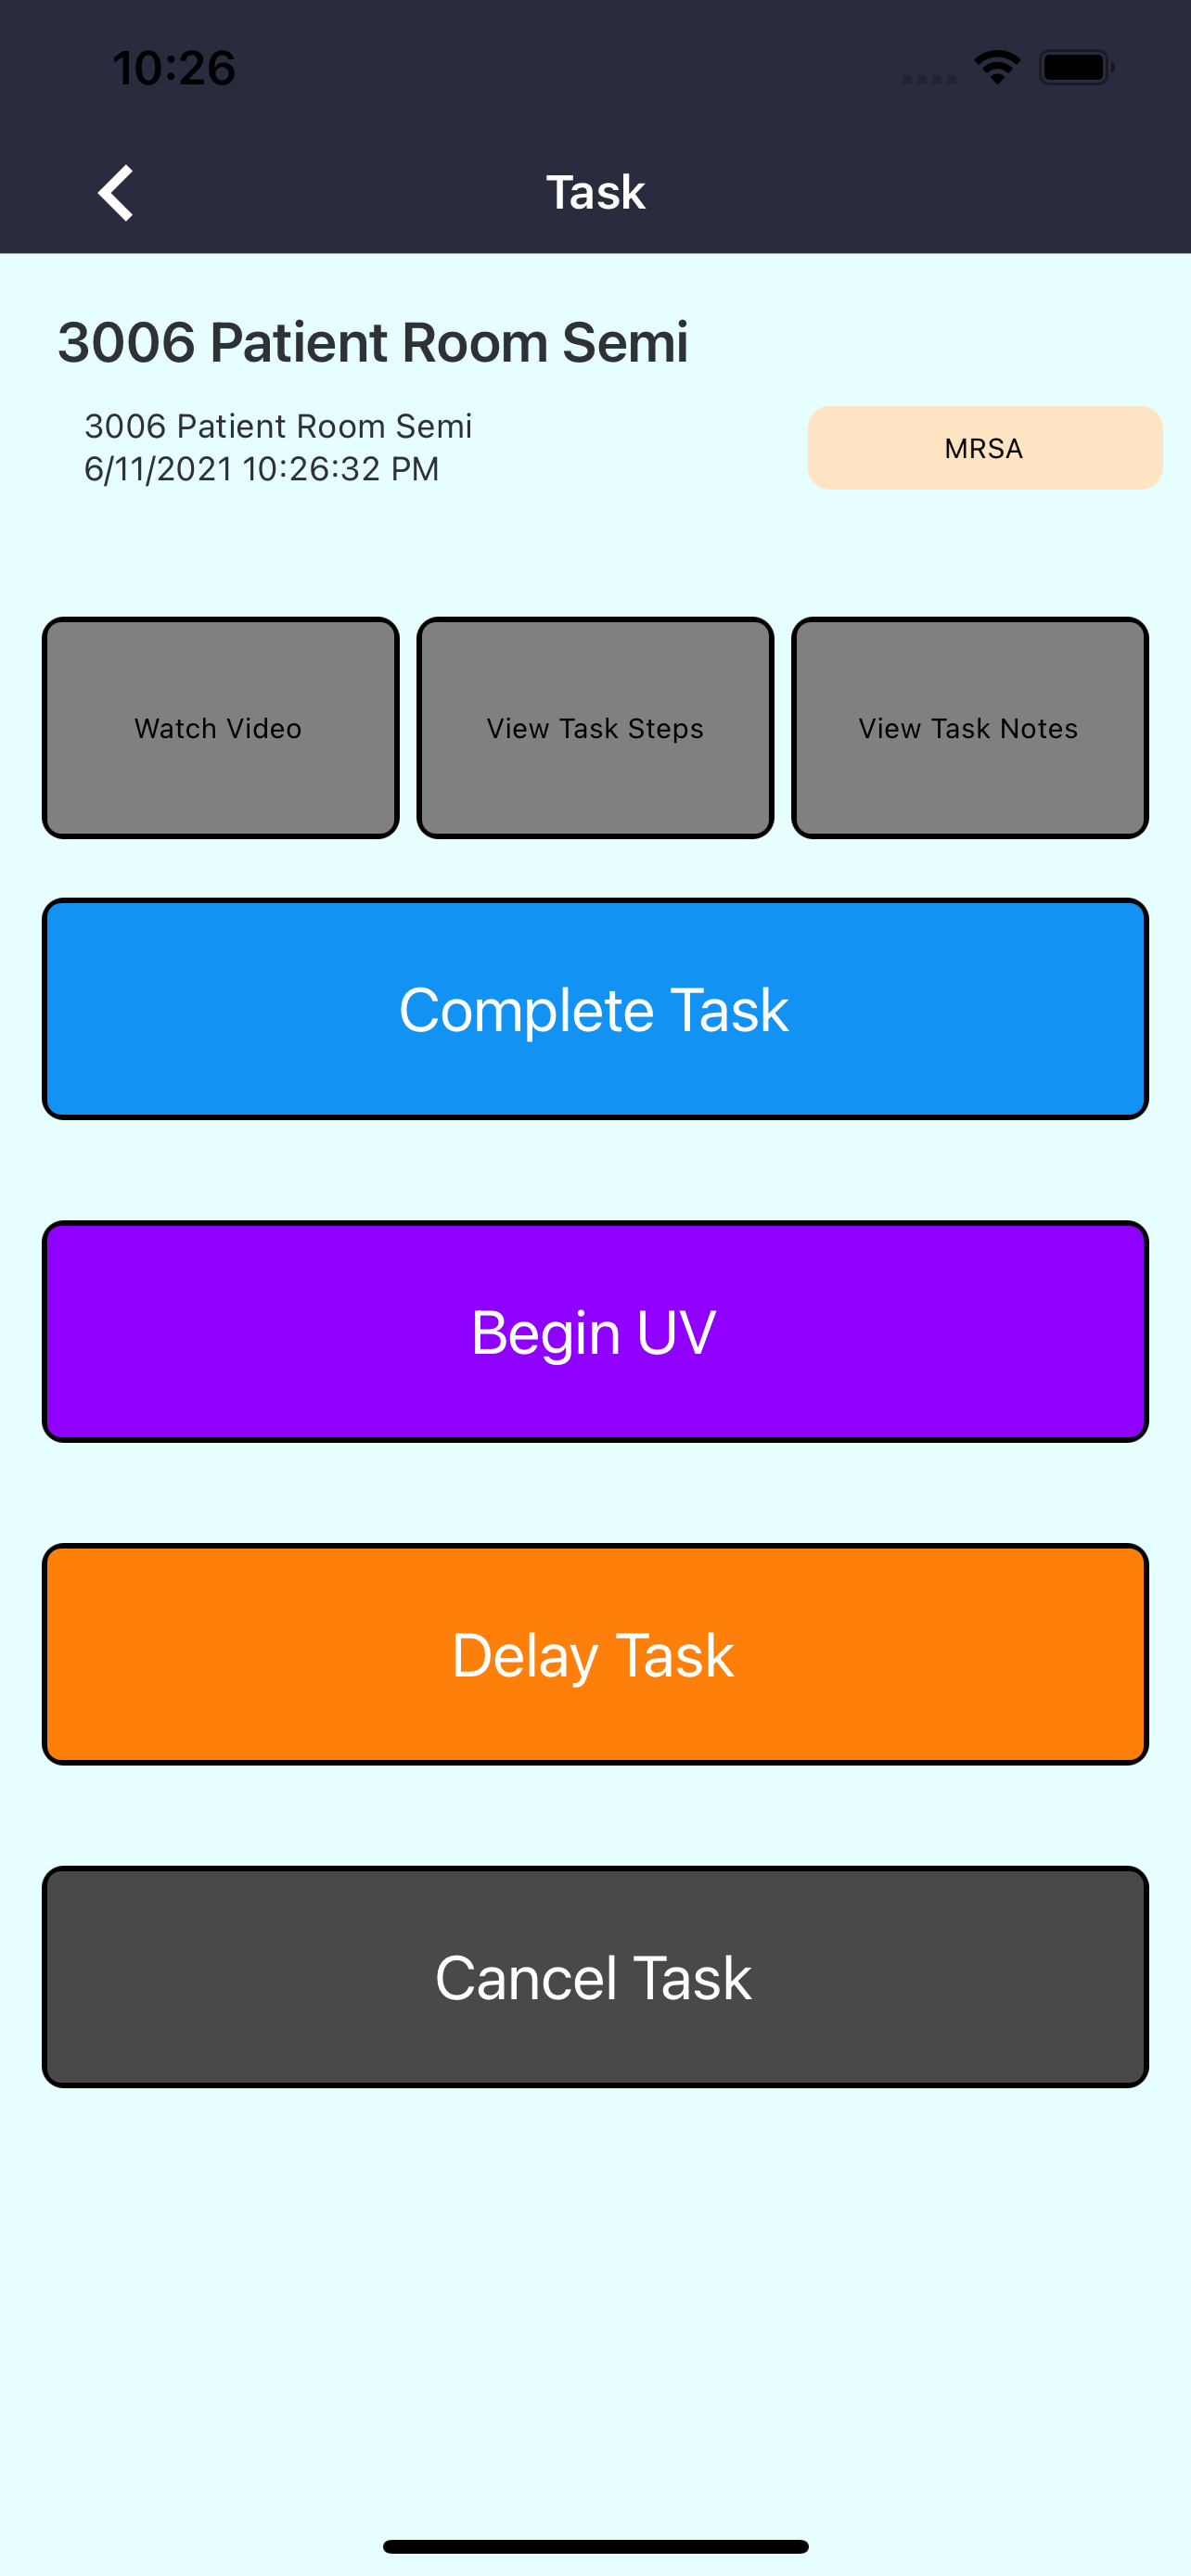 10:26
Task
3006 Patient Room Semi
3006 Patient Room Semi
6/11/2021 10:26:32 PM
MRSA
Watch Video
View Task Steps
View Task Notes
Complete Task
Begin UV
Delay Task
Cancel Task